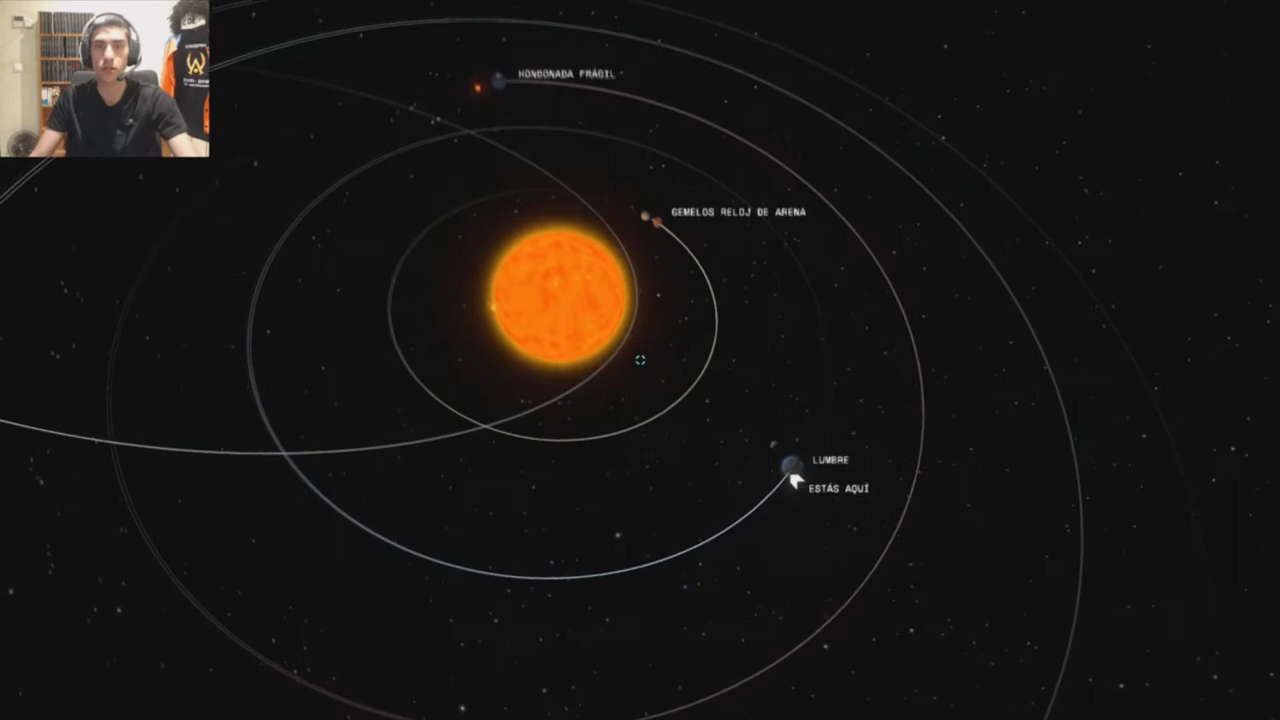 HONDONADA FRÁGIL
GEMELOS RELOJ DE ARENA
LUMBRE
ESTÁS AQUÍ